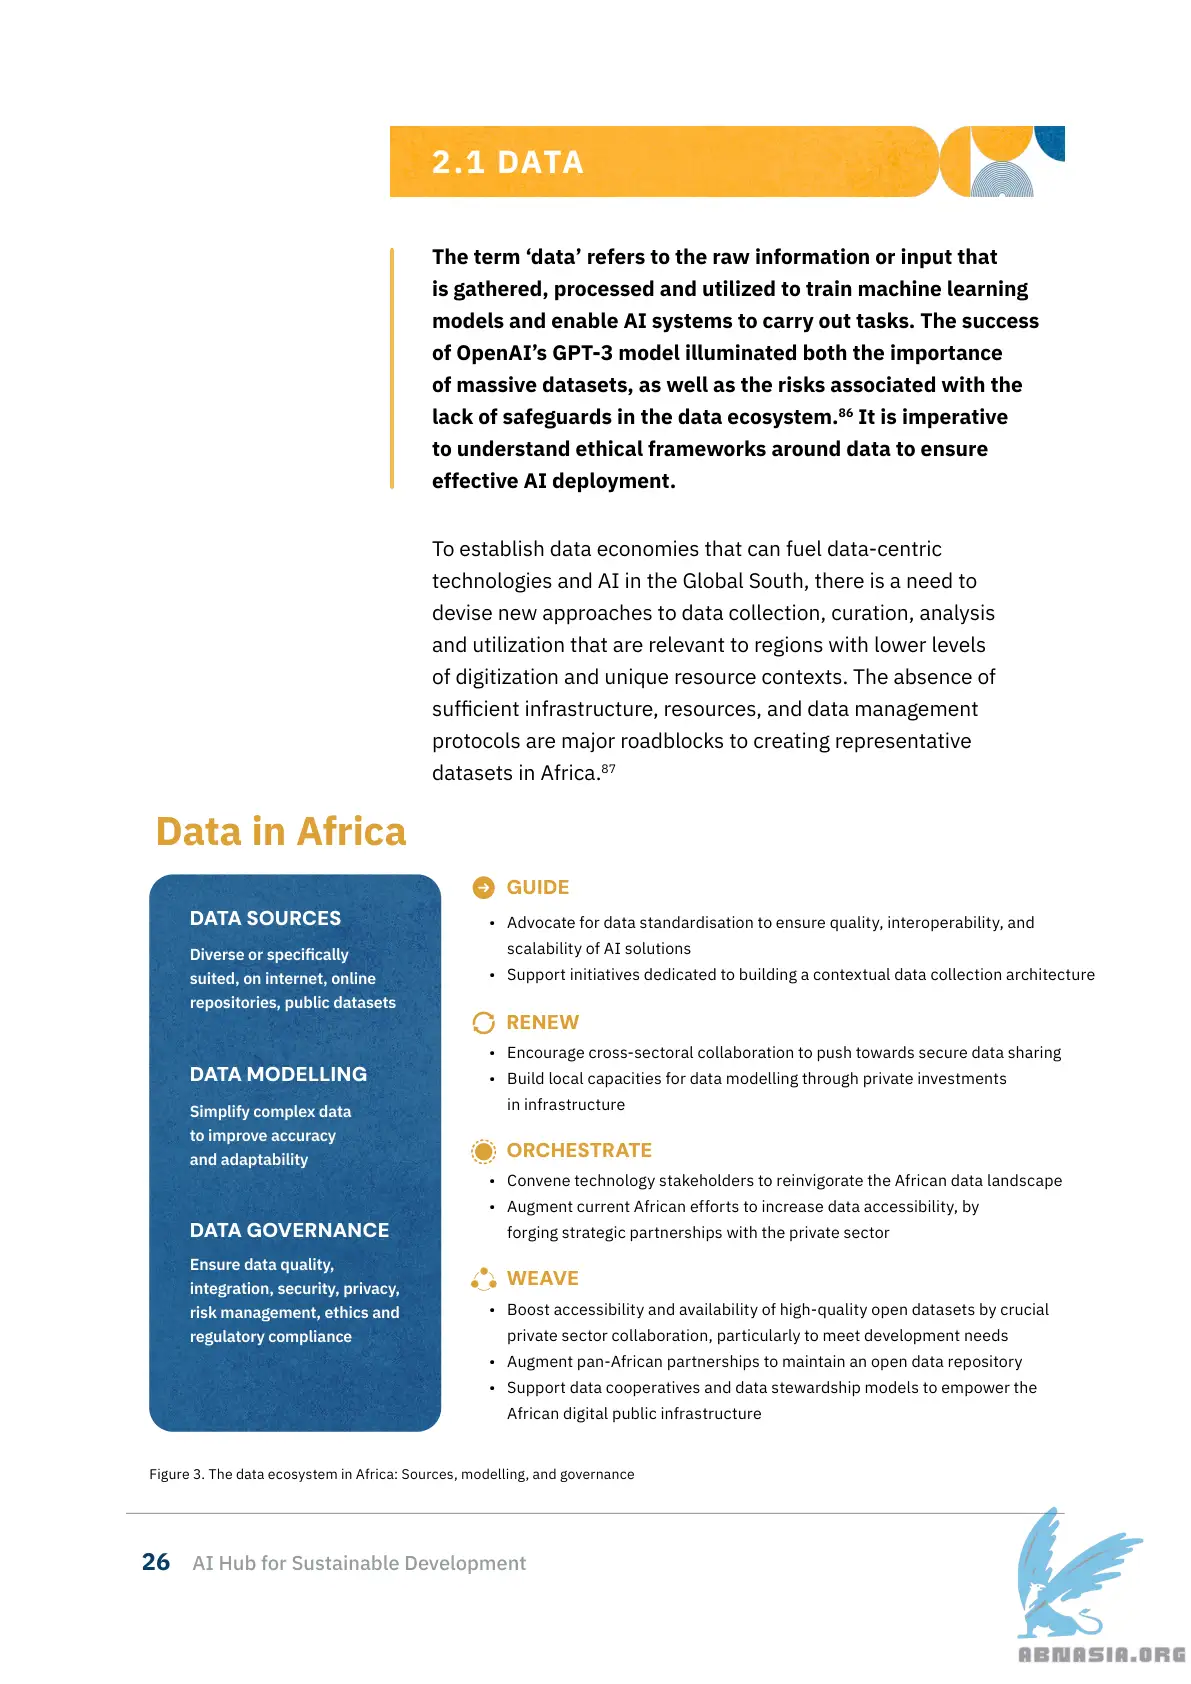 2.1 DATA
The term ‘data’ refers to the raw information or input that
is gathered, processed and utilized to train machine learning
models and enable AI systems to carry out tasks. The success
of OpenAI’s GPT-3 model illuminated both the importance
of massive datasets, as well as the risks associated with the
lack of safeguards in the data ecosystem.86 It is imperative
to understand ethical frameworks around data to ensure
effective AI deployment.
To establish data economies that can fuel data-centric
technologies and AI in the Global South, there is a need to
devise new approaches to data collection, curation, analysis
and utilization that are relevant to regions with lower levels
of digitization and unique resource contexts. The absence of
sufficient infrastructure, resources, and data management
protocols are major roadblocks to creating representative
datasets in Africa.87
Data in Africa
DATA SOURCES
Diverse or specifically
suited, on internet, online
repositories, public datasets
DATA MODELLING
Simplify complex data
to improve accuracy
and adaptability
DATA GOVERNANCE
Ensure data quality,
integration, security, privacy,
risk management, ethics and
regulatory compliance
GUIDE
• Advocate for data standardisation to ensure quality, interoperability, and
scalability of AI solutions
• Support initiatives dedicated to building a contextual data collection architecture
RENEW
• Encourage cross-sectoral collaboration to push towards secure data sharing
• Build local capacities for data modelling through private investments
in infrastructure
ORCHESTRATE
• Convene technology stakeholders to reinvigorate the African data landscape
• Augment current African efforts to increase data accessibility, by
forging strategic partnerships with the private sector
WEAVE
• Boost accessibility and availability of high-quality open datasets by crucial
private sector collaboration, particularly to meet development needs
• Augment pan-African partnerships to maintain an open data repository
• Support data cooperatives and data stewardship models to empower the
African digital public infrastructure
Figure 3. The data ecosystem in Africa: Sources, modelling, and governance
26 AI Hub for Sustainable Development
ABNASIA.ORG